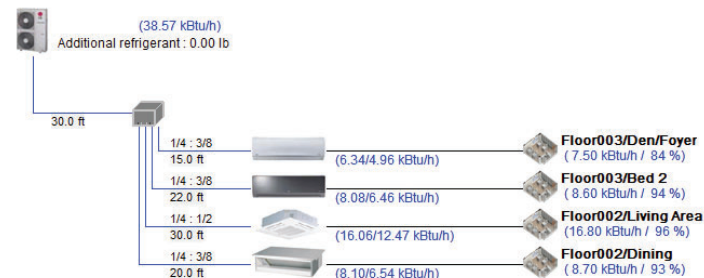 (38.57 kBtu/h)
Additional refrigerant : 0.00 lb
30.0 ft
1/4 : 3/8
15.0 ft
(6.34/4.96 kBtu/h)
Floor003/Den/Foyer
( 7.50 kBtu/h / 84 %)
1/4 : 3/8
22.0 ft
(8.08/6.46 kBtu/h)
Floor003/Bed 2
( 8.60 kBtu/h / 94 %)
1/4 : 1/2
30.0 ft
(16.06/12.47 kBtu/h)
Floor002/Living Area
(16.80 kBtu/h / 96 %)
1/4 : 3/8
20.0 ft
(8.10/6.54 kBtu/h)
Floor002/Dining
( 8.70 kBtu/h / 93 %)